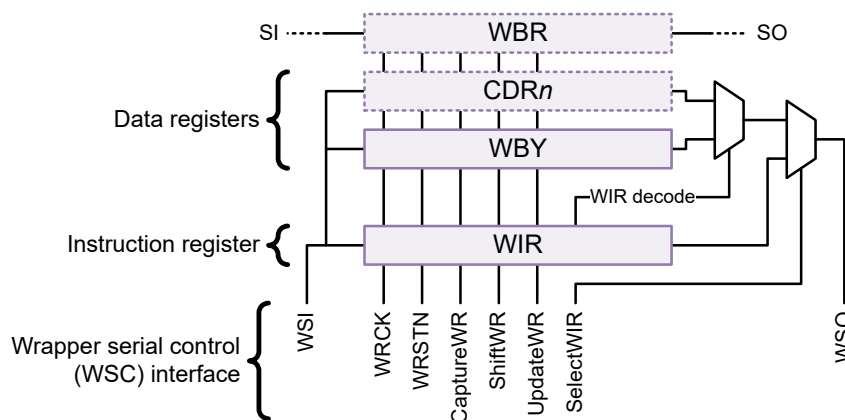 SI
WBR
SO
CDRn
Data registers
WBY
WIR decode
Instruction register
WIR
WSI
WRCK
WRSTN
CaptureWR
ShiftWR
UpdateWR
SelectWIR
WSO
Wrapper serial control
(WSC) interface